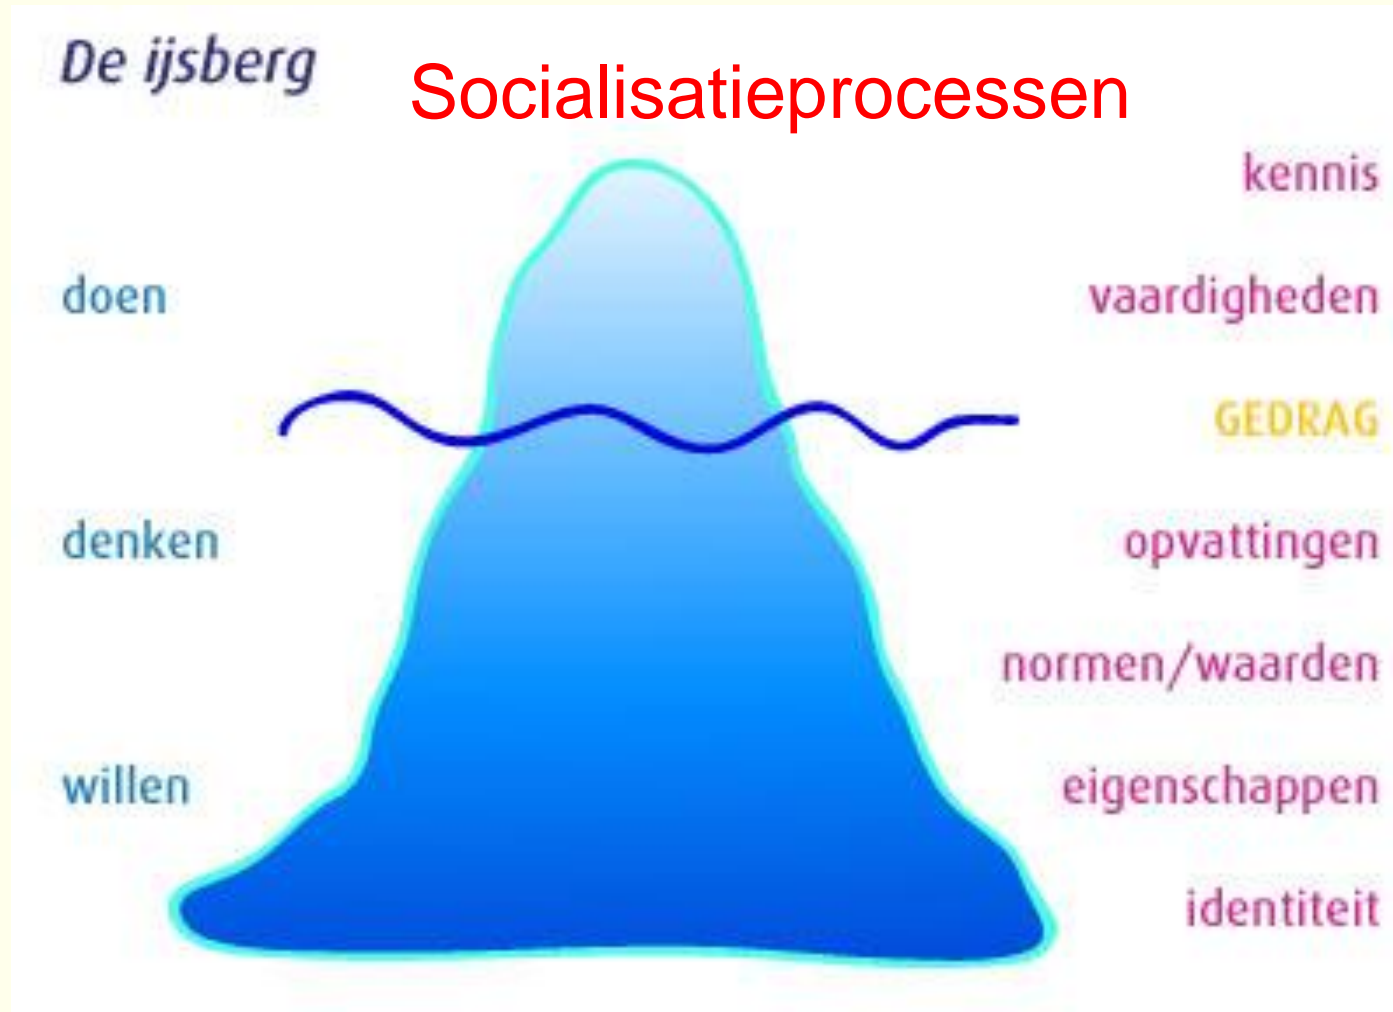 De ijsberg
Socialisatieprocessen
kennis
doen
vaardigheden
GEDRAG
denken
opvattingen
normen/waarden
willen
eigenschappen
identiteit